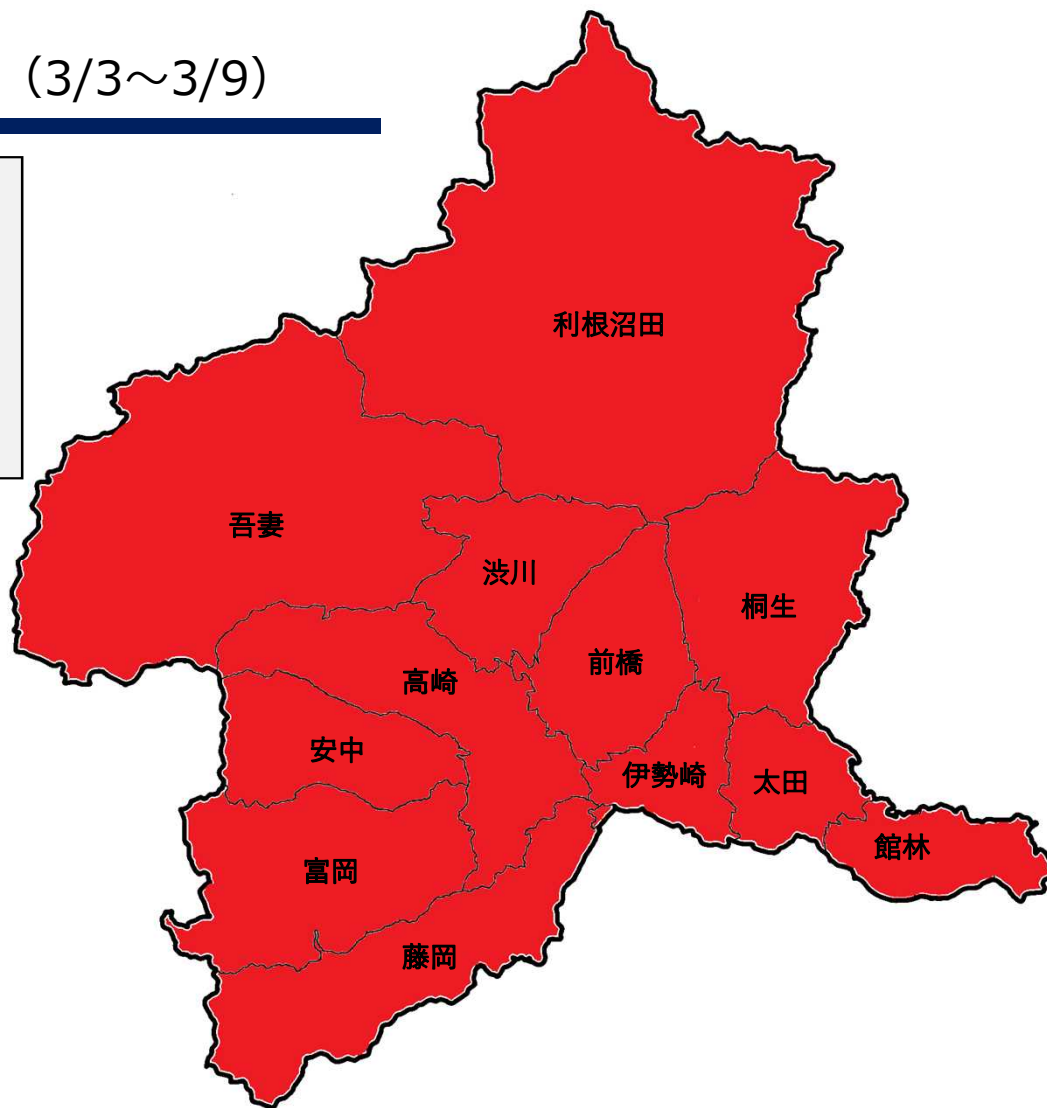 （3/3～3/9）
利根沼田
吾妻
渋川
桐生
前橋
高崎
安中
伊勢崎
太田
館林
富岡
藤岡